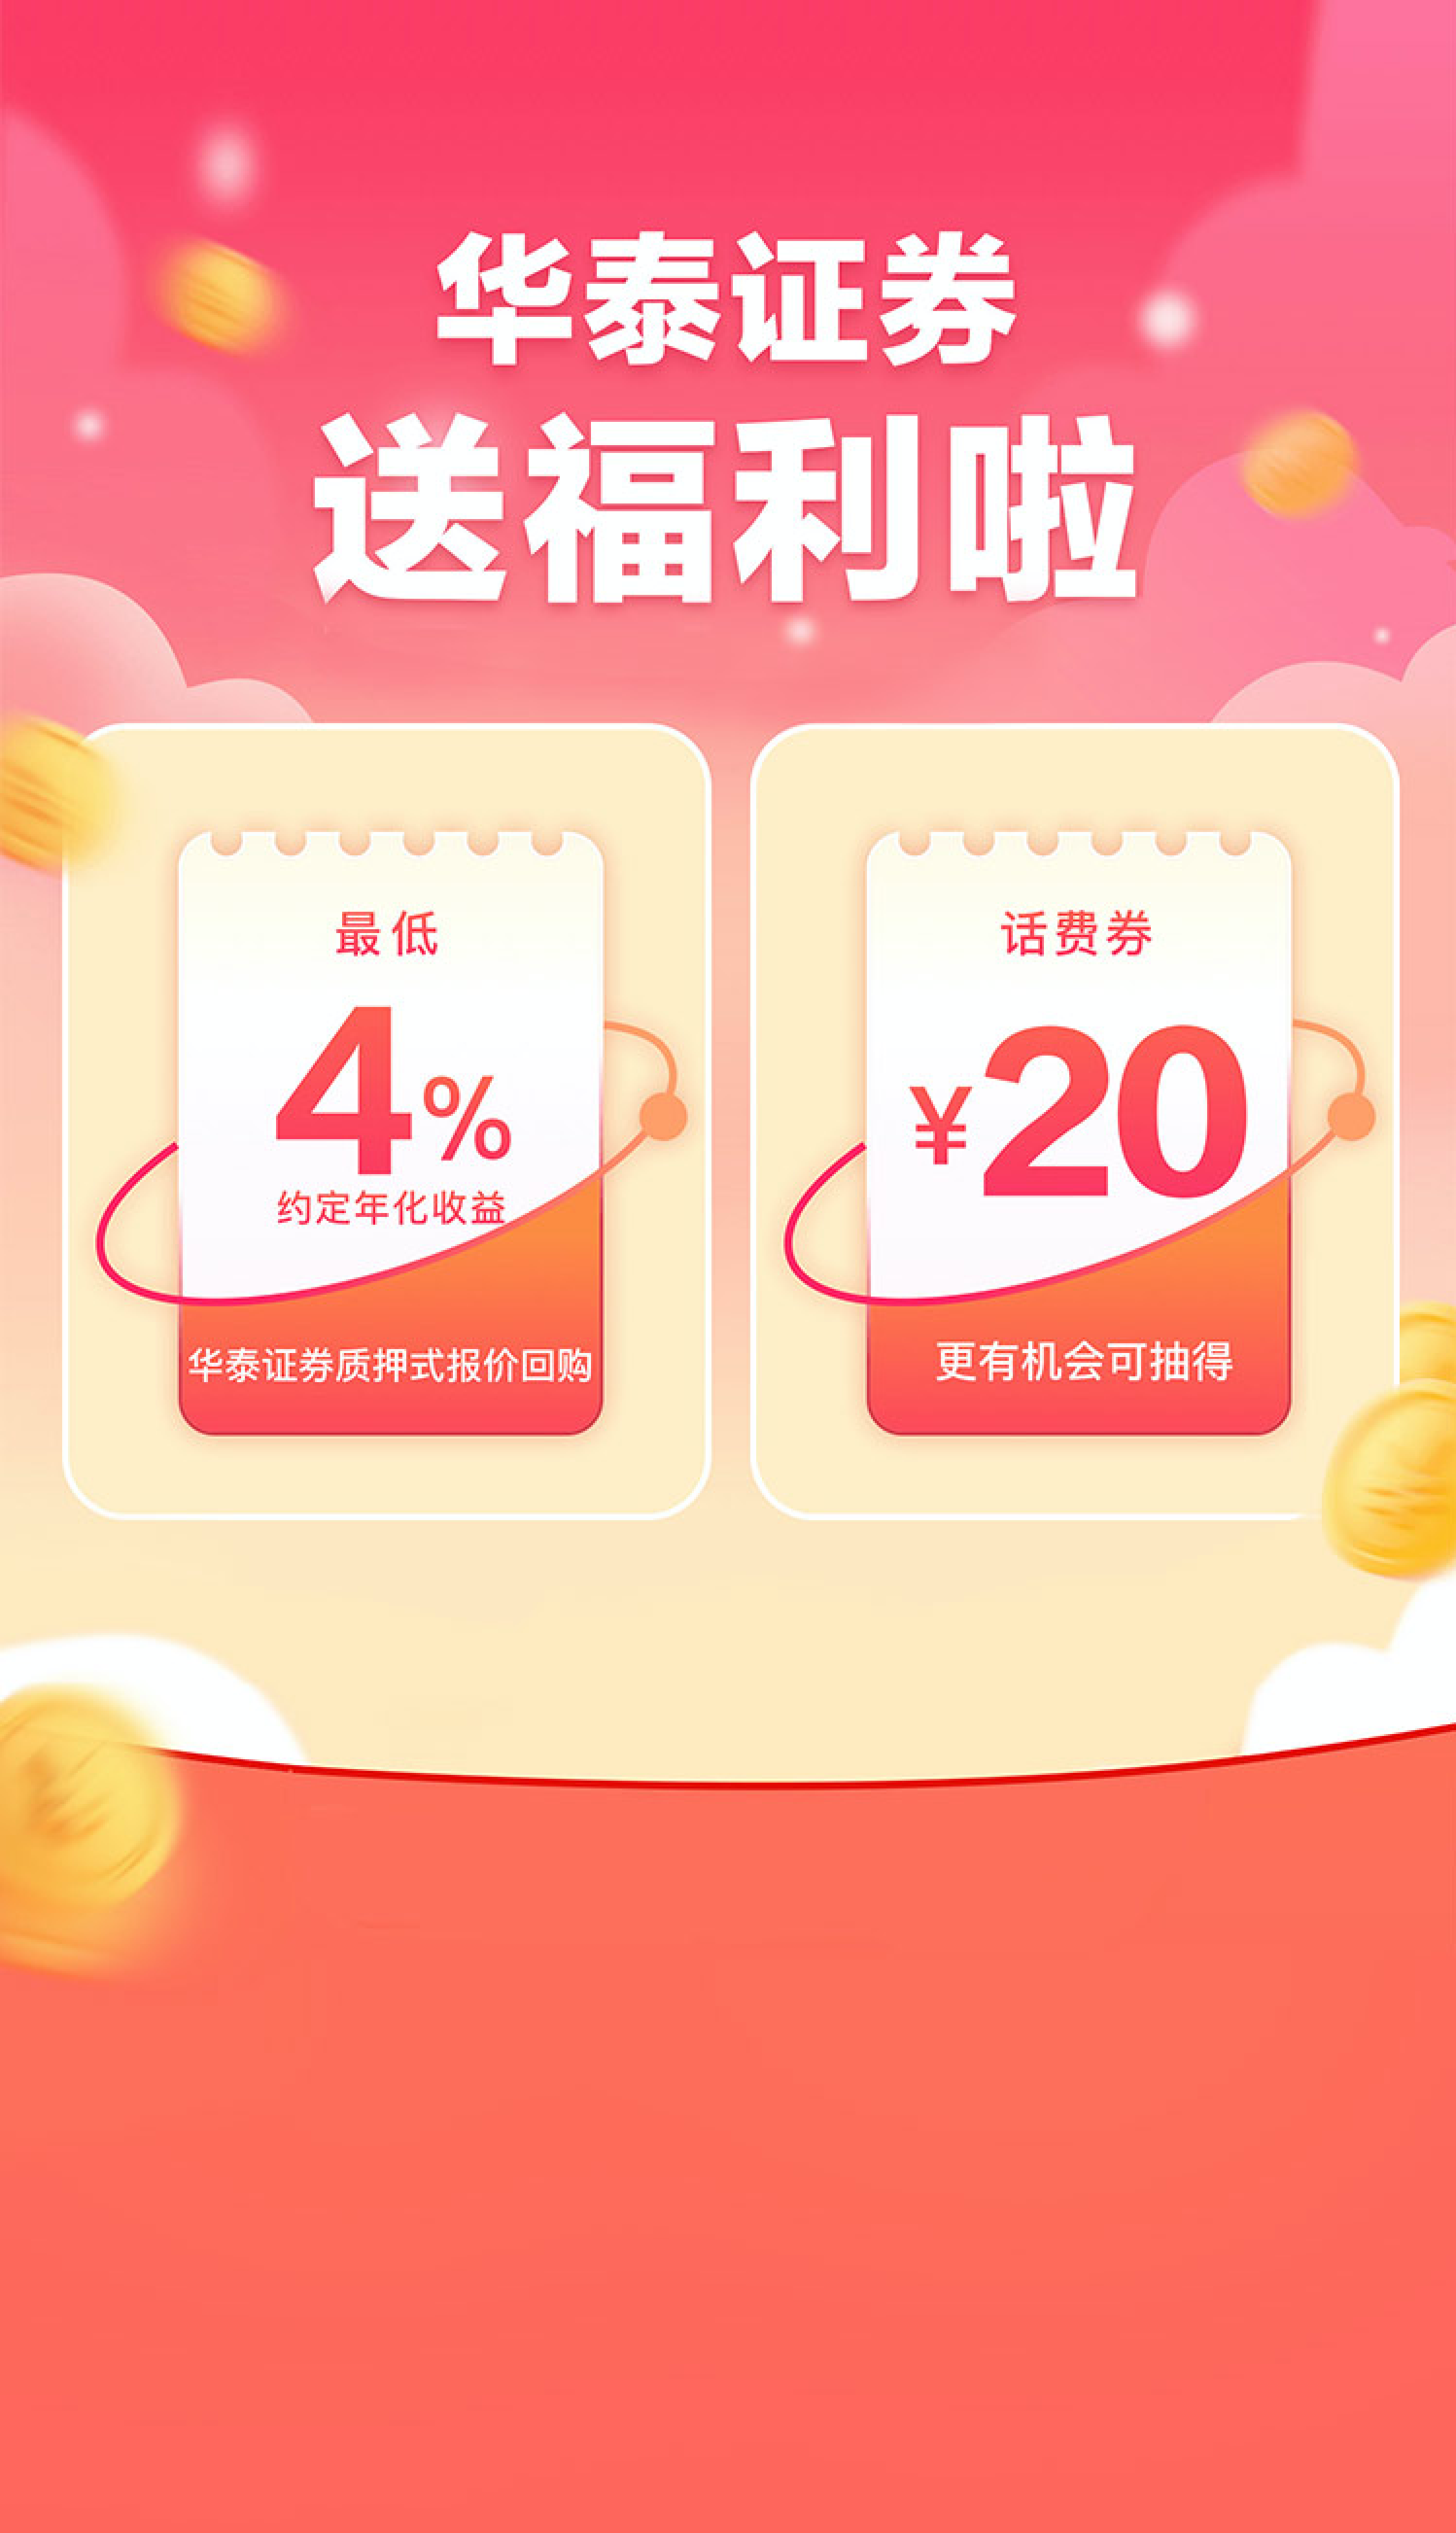 华泰证券
送福利啦
最低
4%
约定年化收益
华泰证券质押式报价回购
话费券
¥20
更有机会可抽得